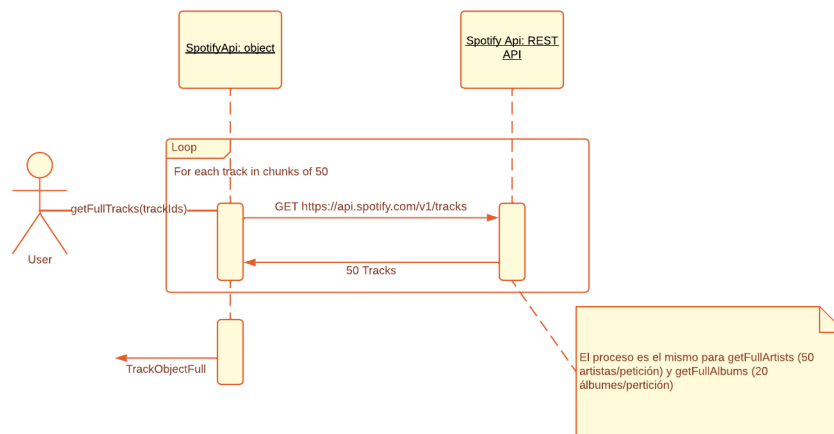 SpotifyApi: object
Spotify Api: REST
API
Loop
For each track in chunks of 50
getFullTracks(trackIds)
GET https://api.spotify.com/v1/tracks
User
50 Tracks
TrackObjectFull
El proceso es el mismo para getFullArtists (50
artistas/petición) y getFullAlbums (20
álbumes/pertición)